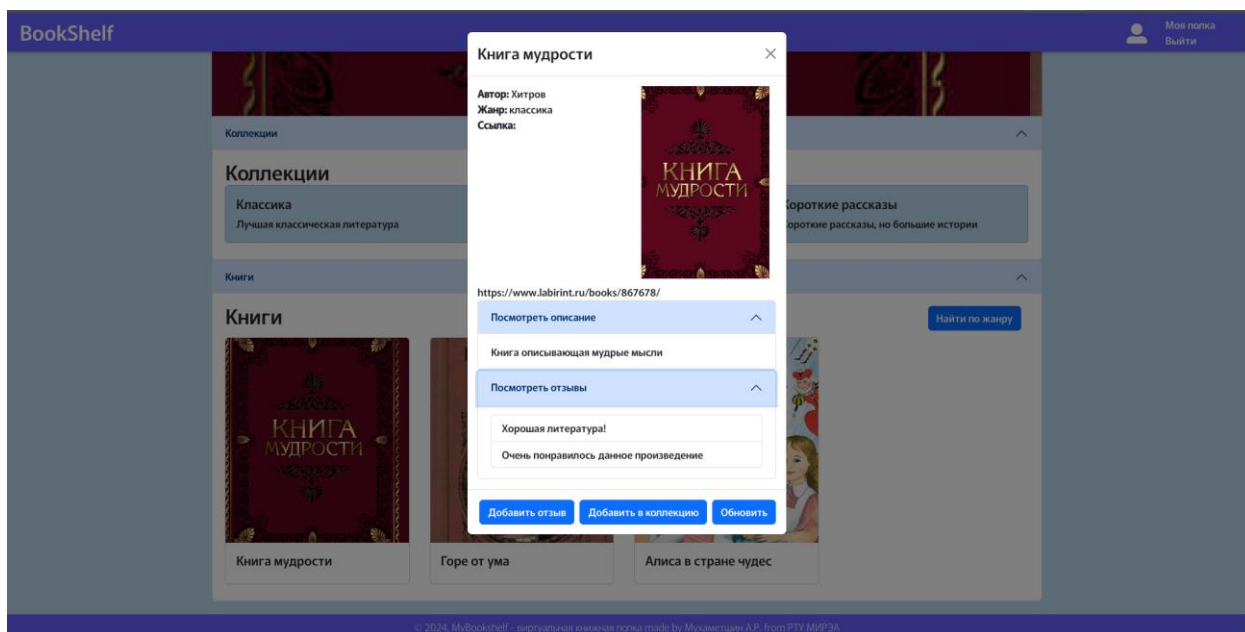 BookShelf
Моя полка
Выйти
Книга мудрости
Автор: Хитров
Жанр: классика
Ссылка:
КНИГА
МУДРОСТИ
https://www.labirint.ru/books/867678/
Посмотреть описание
Книга описывающая мудрые мысли
Посмотреть отзывы
Хорошая литература!
Очень понравилось данное произведение
Добавить отзыв
Добавить в коллекцию
Обновить
Коллекции
Коллекции
Классика
Лучшая классическая литература
Короткие рассказы
Короткие рассказы, но большие истории
Книги
Книги
Найти по жанру
КНИГА
МУДРОСТИ
Книга мудрости
Горе от ума
Алиса в стране чудес
© 2024, MyBookshelf - виртуальная книжная полка made by Мухаметшин А.Р. from РТУ МИРЭА